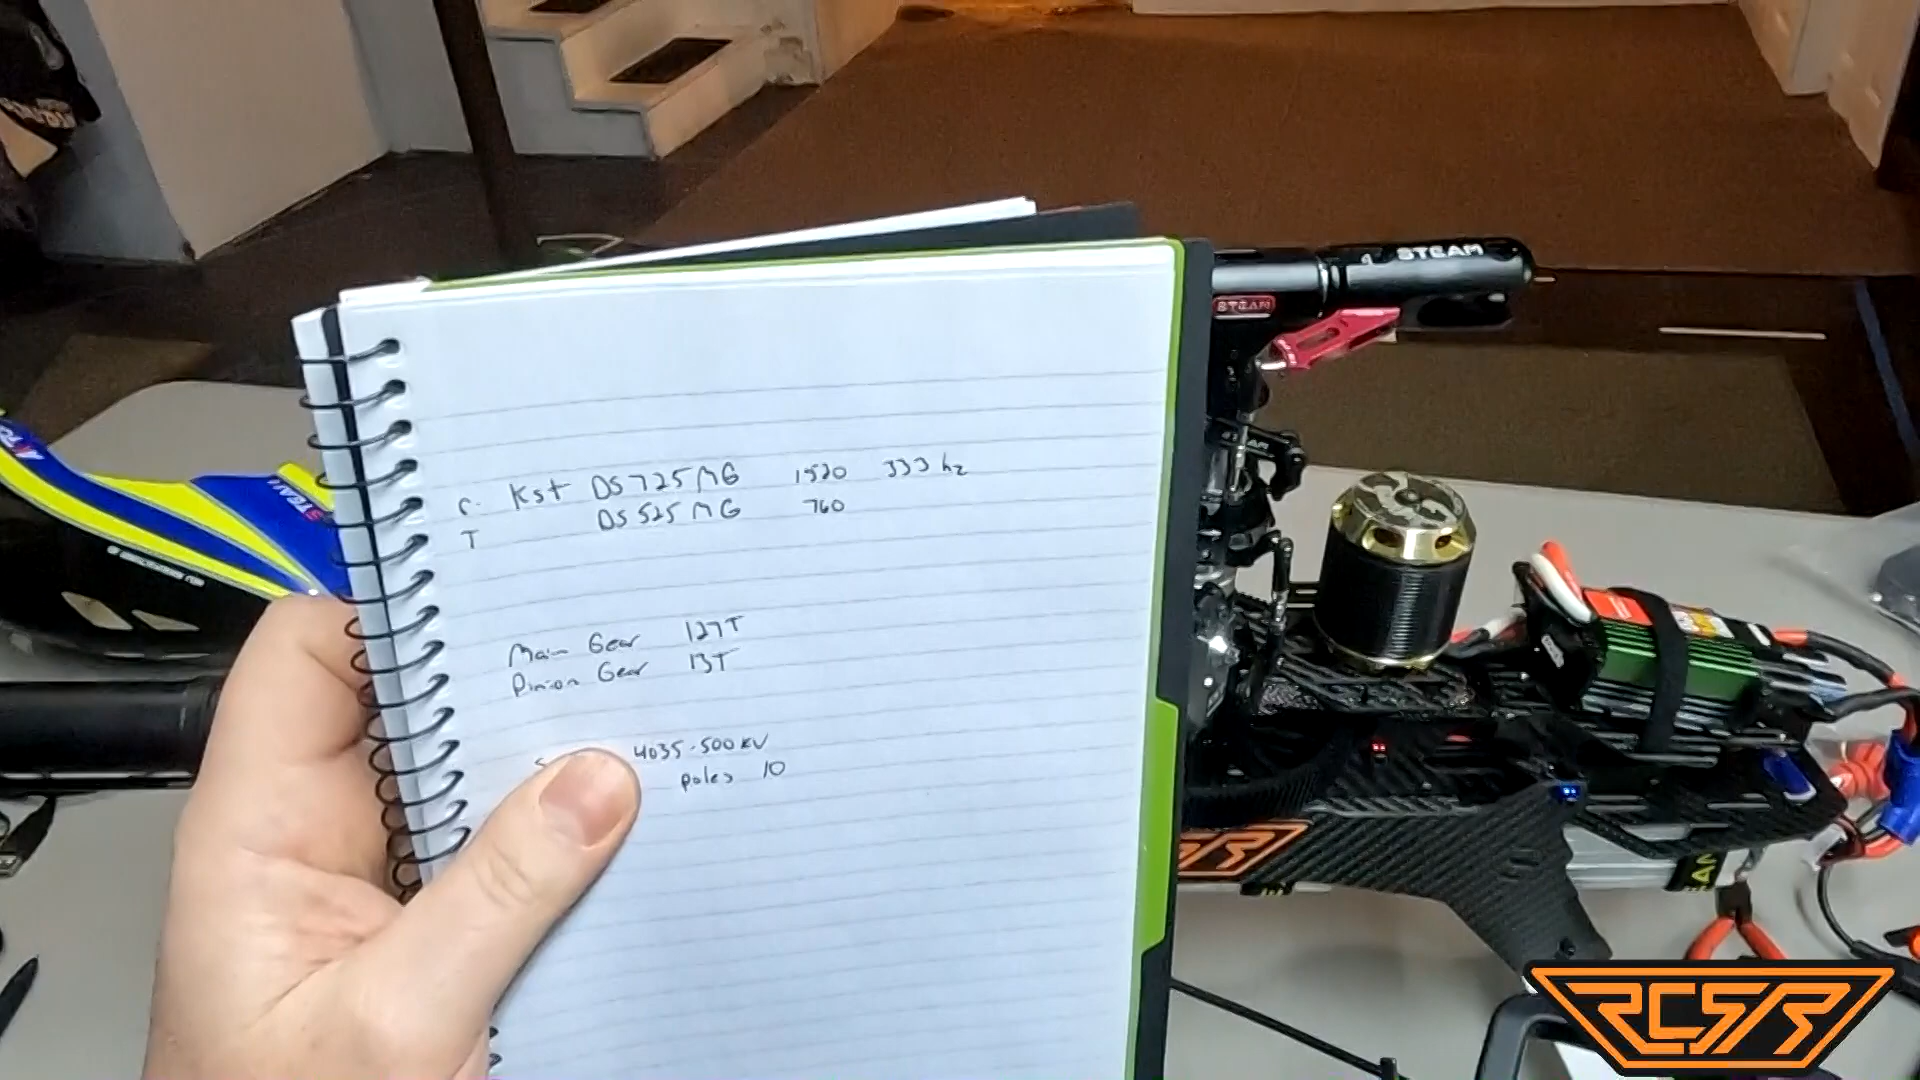 STEAM
STEAM
C. Kst DS725MG 1520 333 hz
T DS525MG 760
Main Gear 127T
Pinion Gear 13T
4035-500KV
poles 10